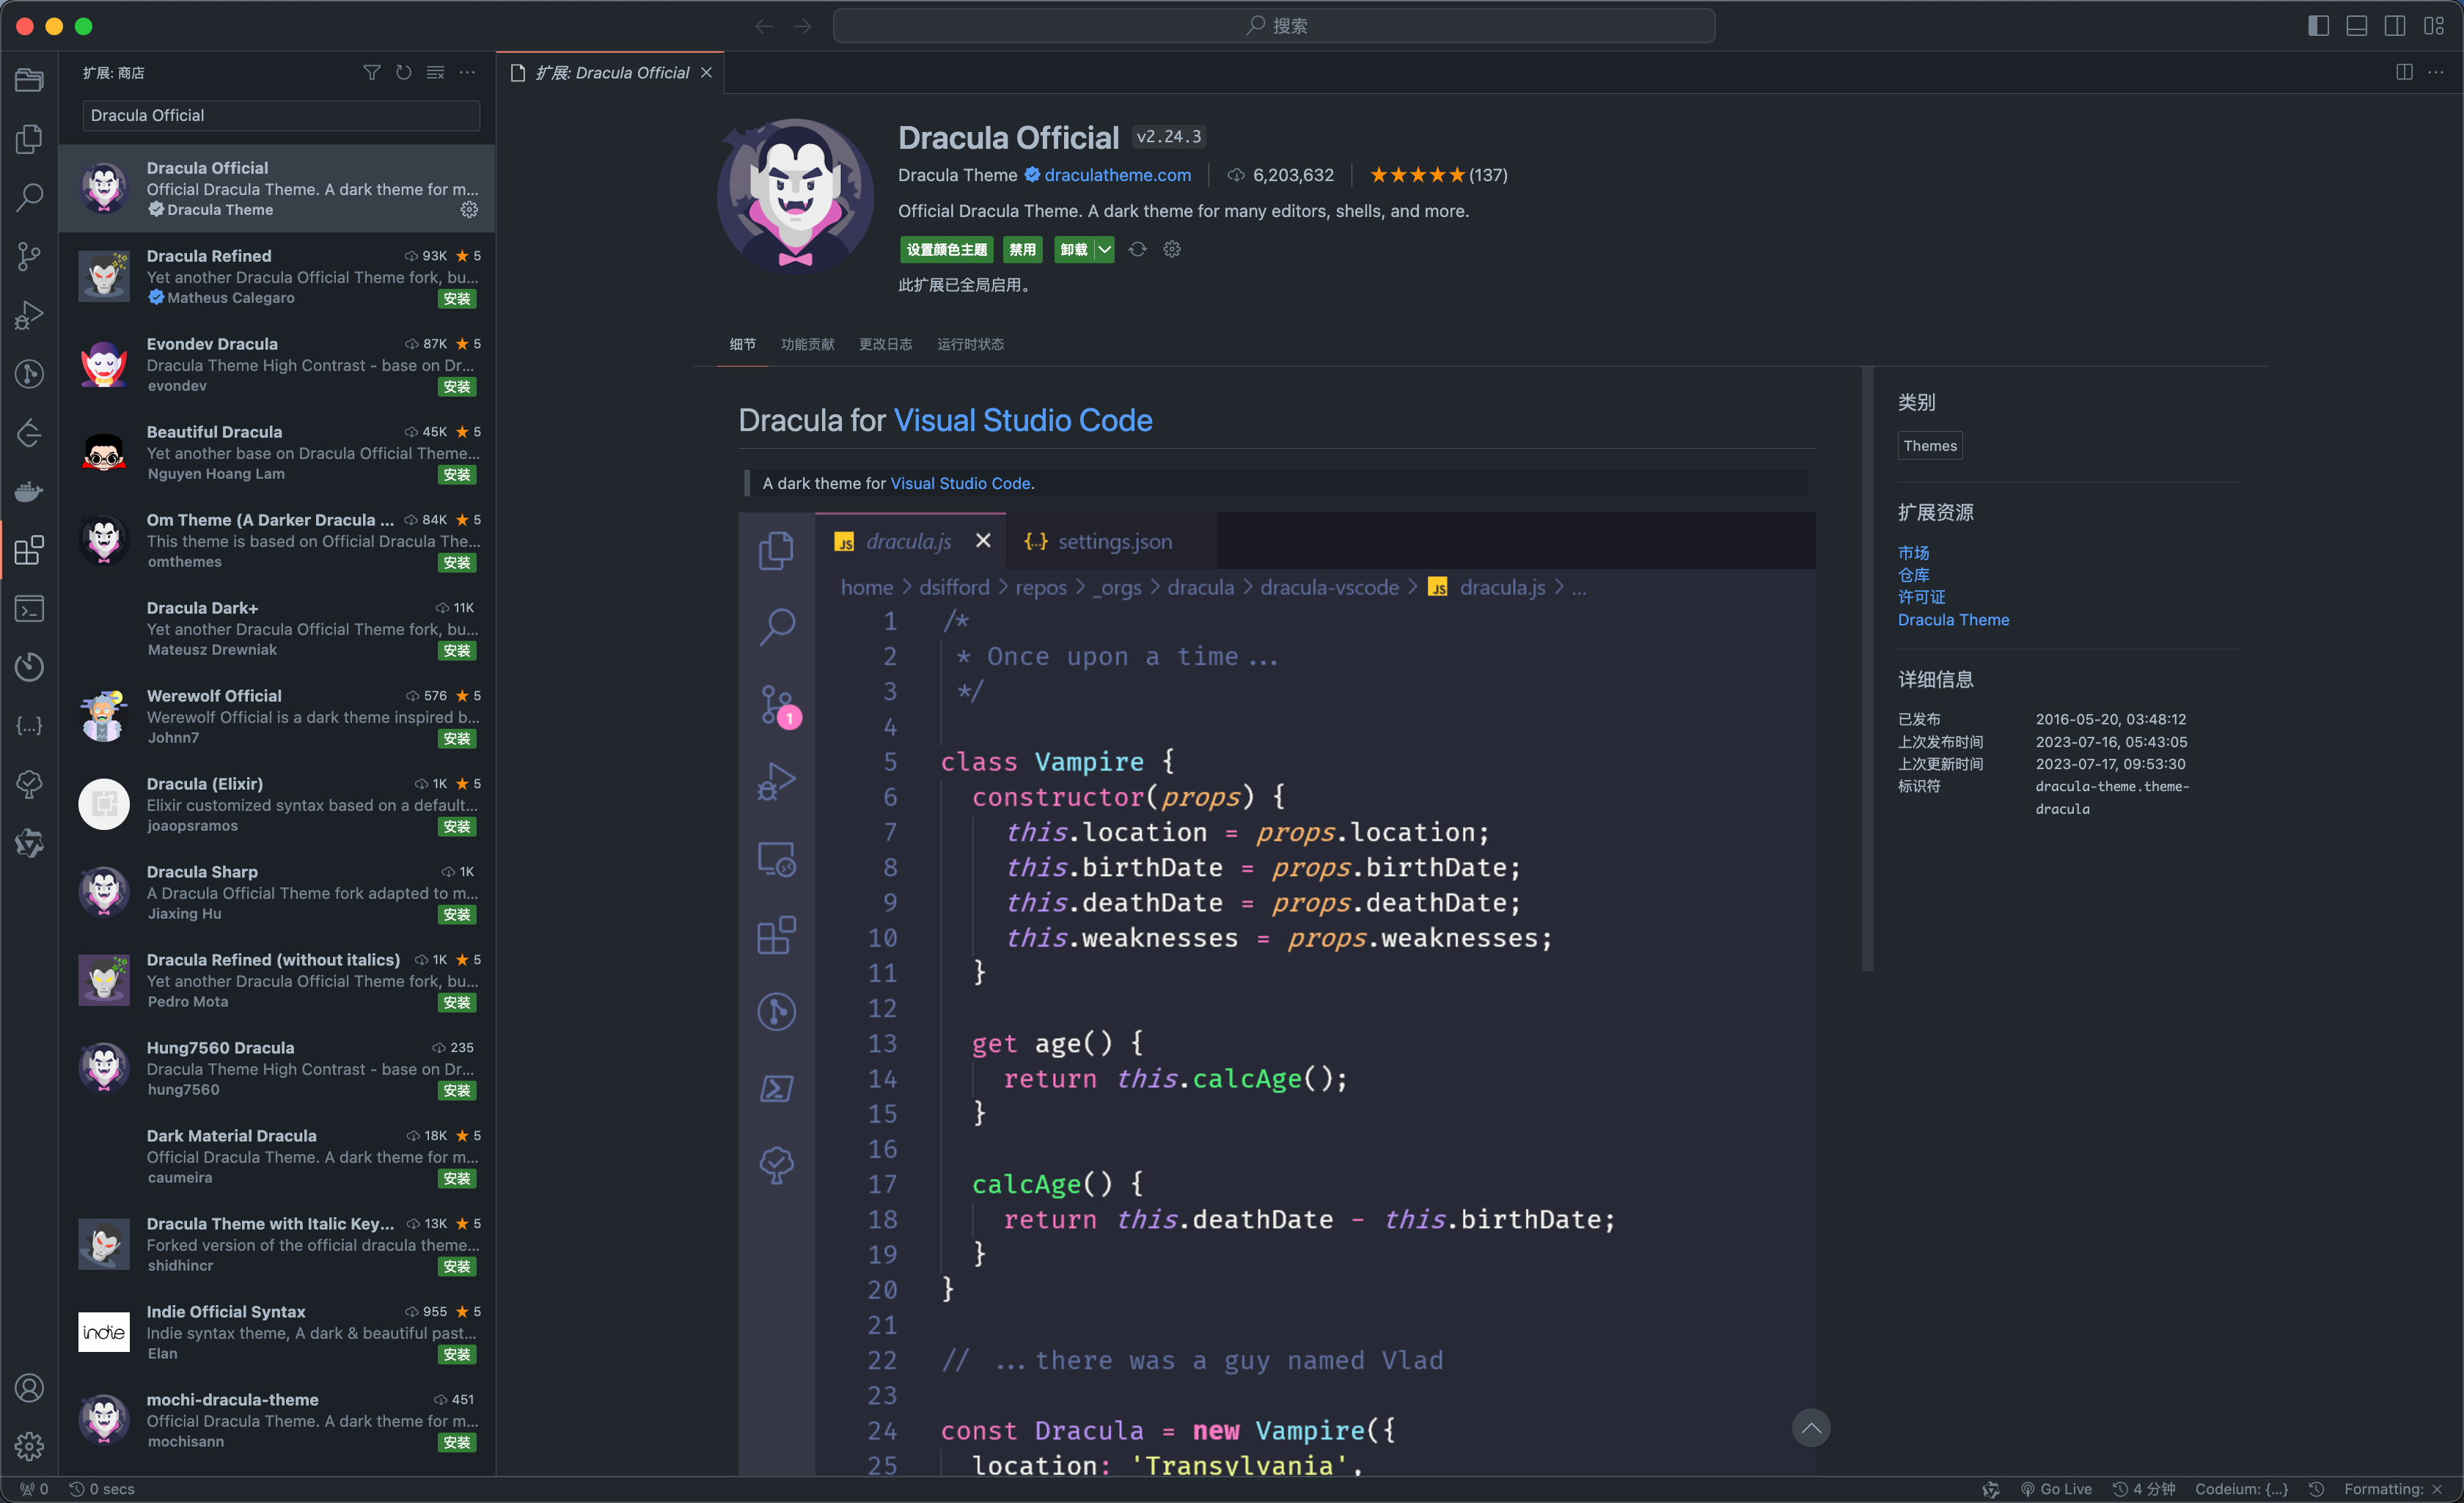 搜索
扩展: 商店
扩展: Dracula Official
Dracula Official
Dracula Official
Official Dracula Theme. A dark theme for m...
Dracula Theme
Dracula Refined 93K 5
Yet another Dracula Official Theme fork, bu...
Matheus Calegaro 安装
Evondev Dracula 87K 5
Dracula Theme High Contrast - base on Dr...
evondev 安装
Beautiful Dracula 45K 5
Yet another base on Dracula Official Theme...
Nguyen Hoang Lam 安装
Om Theme (A Darker Dracula ... 84K 5
This theme is based on Official Dracula The...
omthemes 安装
Dracula Dark+ 11K
Yet another Dracula Official Theme fork, bu...
Mateusz Drewniak 安装
Werewolf Official 576 5
Werewolf Official is a dark theme inspired b...
Johnn7 安装
Dracula (Elixir) 1K 5
Elixir customized syntax based on a default...
joaopsramos 安装
Dracula Sharp 1K
A Dracula Official Theme fork adapted to m...
Jiaxing Hu 安装
Dracula Refined (without italics) 1K 5
Yet another Dracula Official Theme fork, bu...
Pedro Mota 安装
Hung7560 Dracula 235
Dracula Theme High Contrast - base on Dr...
hung7560 安装
Dark Material Dracula 18K 5
Official Dracula Theme. A dark theme for m...
caumeira 安装
Dracula Theme with Italic Key... 13K 5
Forked version of the official dracula theme...
shidhincr 安装
indie
Indie Official Syntax 955 5
Indie syntax theme, A dark & beautiful past...
Elan 安装
mochi-dracula-theme 451
Official Dracula Theme. A dark theme for m...
mochisann 安装
Dracula Official v2.24.3
Dracula Theme draculatheme.com 6,203,632 (137)
Official Dracula Theme. A dark theme for many editors, shells, and more.
设置颜色主题 禁用 卸载
此扩展已全局启用。
细节 功能贡献 更改日志 运行时状态
Dracula for Visual Studio Code
A dark theme for Visual Studio Code.
JS dracula.js {..} settings.json
home > dsifford > repos > _orgs > dracula > dracula-vscode > JS dracula.js > ...
1 /*
2 * Once upon a time ...
3 */
4
5 class Vampire {
6 constructor(props) {
7 this.location = props.location;
8 this.birthDate = props.birthDate;
9 this.deathDate = props.deathDate;
10 this.weaknesses = props.weaknesses;
11 }
12
13 get age() {
14 return this.calcAge();
15 }
16
17 calcAge() {
18 return this.deathDate - this.birthDate;
19 }
20 }
21
22 // ...there was a guy named Vlad
23
24 const Dracula = new Vampire({
25 location: 'Transylvania',
1
类别
Themes
扩展资源
市场
仓库
许可证
Dracula Theme
详细信息
已发布 2016-05-20, 03:48:12
上次发布时间 2023-07-16, 05:43:05
上次更新时间 2023-07-17, 09:53:30
标识符 dracula-theme.theme-
dracula
0 0 secs Go Live 4 分钟 Codeium: {...} Formatting: ×